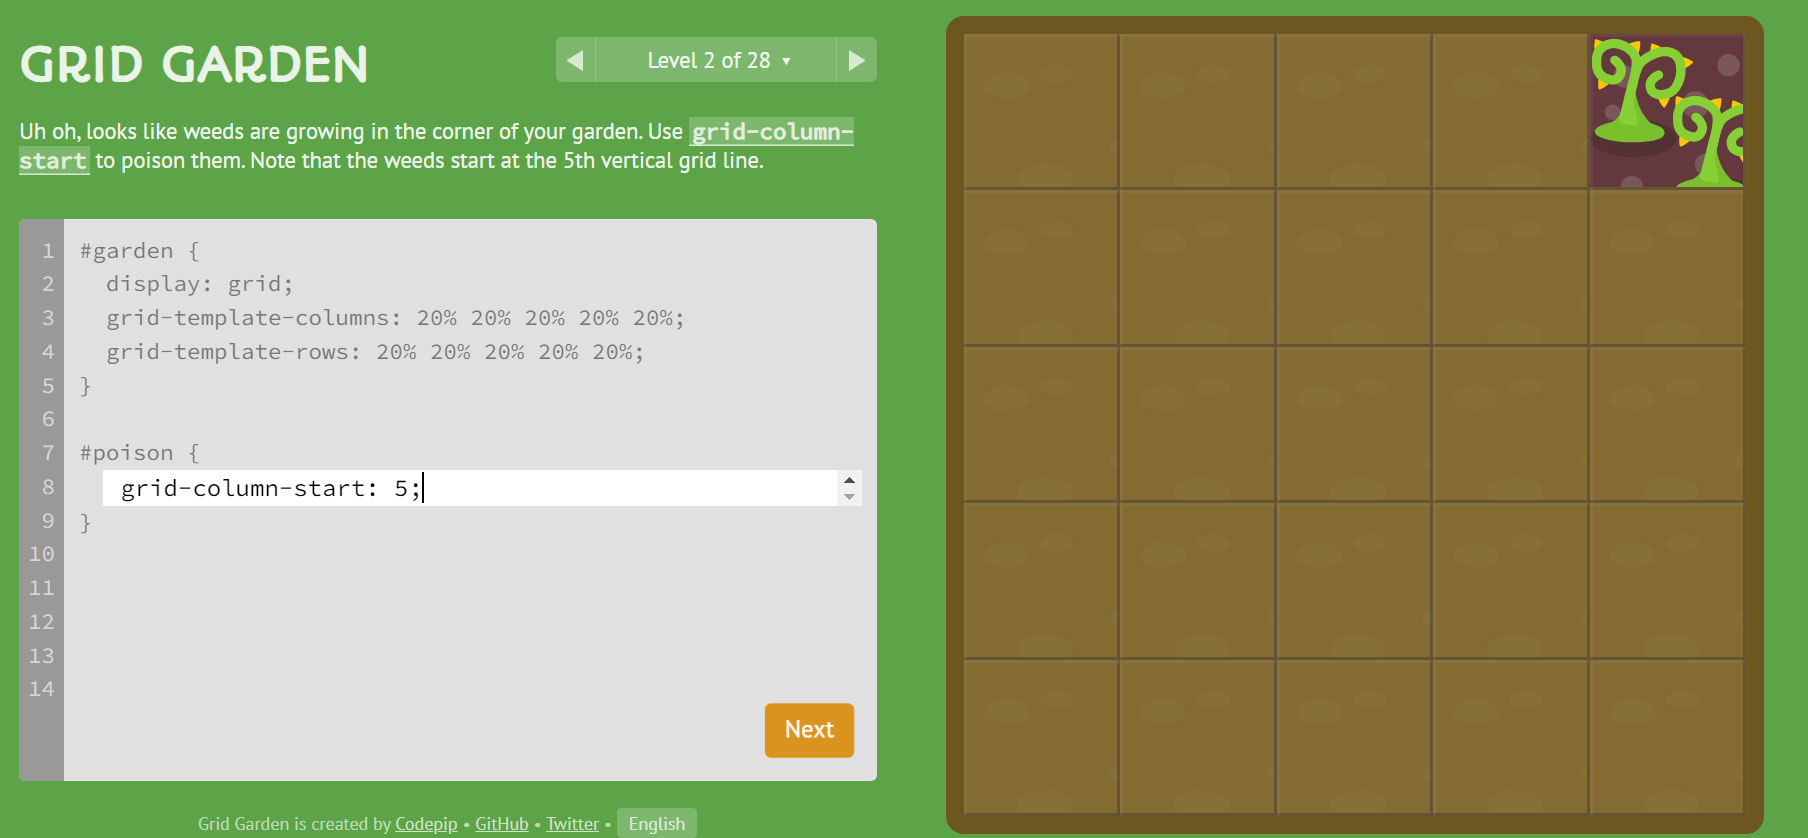 GRID GARDEN
◀ Level 2 of 28 ▼ ▶
Uh oh, looks like weeds are growing in the corner of your garden. Use grid-column-
start to poison them. Note that the weeds start at the 5th vertical grid line.
1 #garden {
2 display: grid;
3 grid-template-columns: 20% 20% 20% 20% 20%;
4 grid-template-rows: 20% 20% 20% 20% 20%;
5 }
6
7 #poison {
8 grid-column-start: 5;
9 }
10
11
12
13
14
Next
Grid Garden is created by Codepip • GitHub • Twitter • English